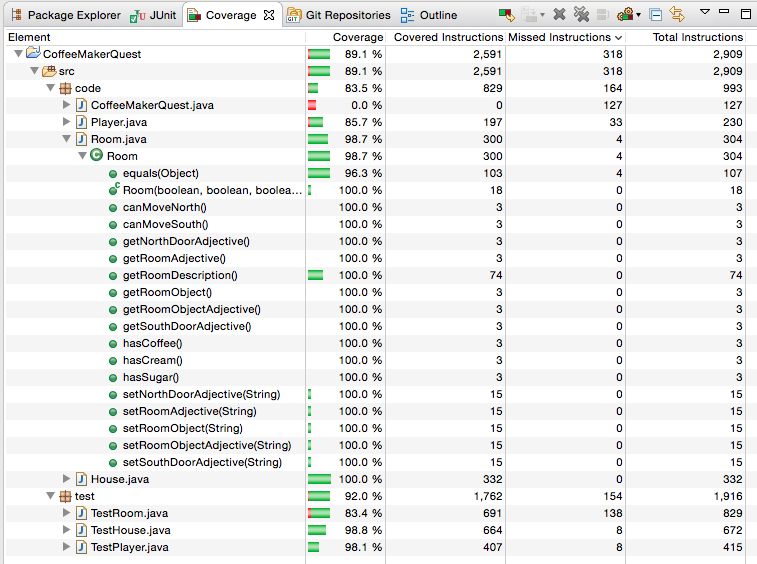 Package Explorer JUnit Coverage Git Repositories Outline
Element Coverage Covered Instructions Missed Instructions Total Instructions
CoffeeMakerQuest 89.1 % 2,591 318 2,909
src 89.1 % 2,591 318 2,909
code 83.5 % 829 164 993
CoffeeMakerQuest.java 0.0 % 0 127 127
Player.java 85.7 % 197 33 230
Room.java 98.7 % 300 4 304
Room 98.7 % 300 4 304
equals(Object) 96.3 % 103 4 107
Room(boolean, boolean, boolea... 100.0 % 18 0 18
canMoveNorth() 100.0 % 3 0 3
canMoveSouth() 100.0 % 3 0 3
getNorthDoorAdjective() 100.0 % 3 0 3
getRoomAdjective() 100.0 % 3 0 3
getRoomDescription() 100.0 % 74 0 74
getRoomObject() 100.0 % 3 0 3
getRoomObjectAdjective() 100.0 % 3 0 3
getSouthDoorAdjective() 100.0 % 3 0 3
hasCoffee() 100.0 % 3 0 3
hasCream() 100.0 % 3 0 3
hasSugar() 100.0 % 3 0 3
setNorthDoorAdjective(String) 100.0 % 15 0 15
setRoomAdjective(String) 100.0 % 15 0 15
setRoomObject(String) 100.0 % 15 0 15
setRoomObjectAdjective(String) 100.0 % 15 0 15
setSouthDoorAdjective(String) 100.0 % 15 0 15
House.java 100.0 % 332 0 332
test 92.0 % 1,762 154 1,916
TestRoom.java 83.4 % 691 138 829
TestHouse.java 98.8 % 664 8 672
TestPlayer.java 98.1 % 407 8 415